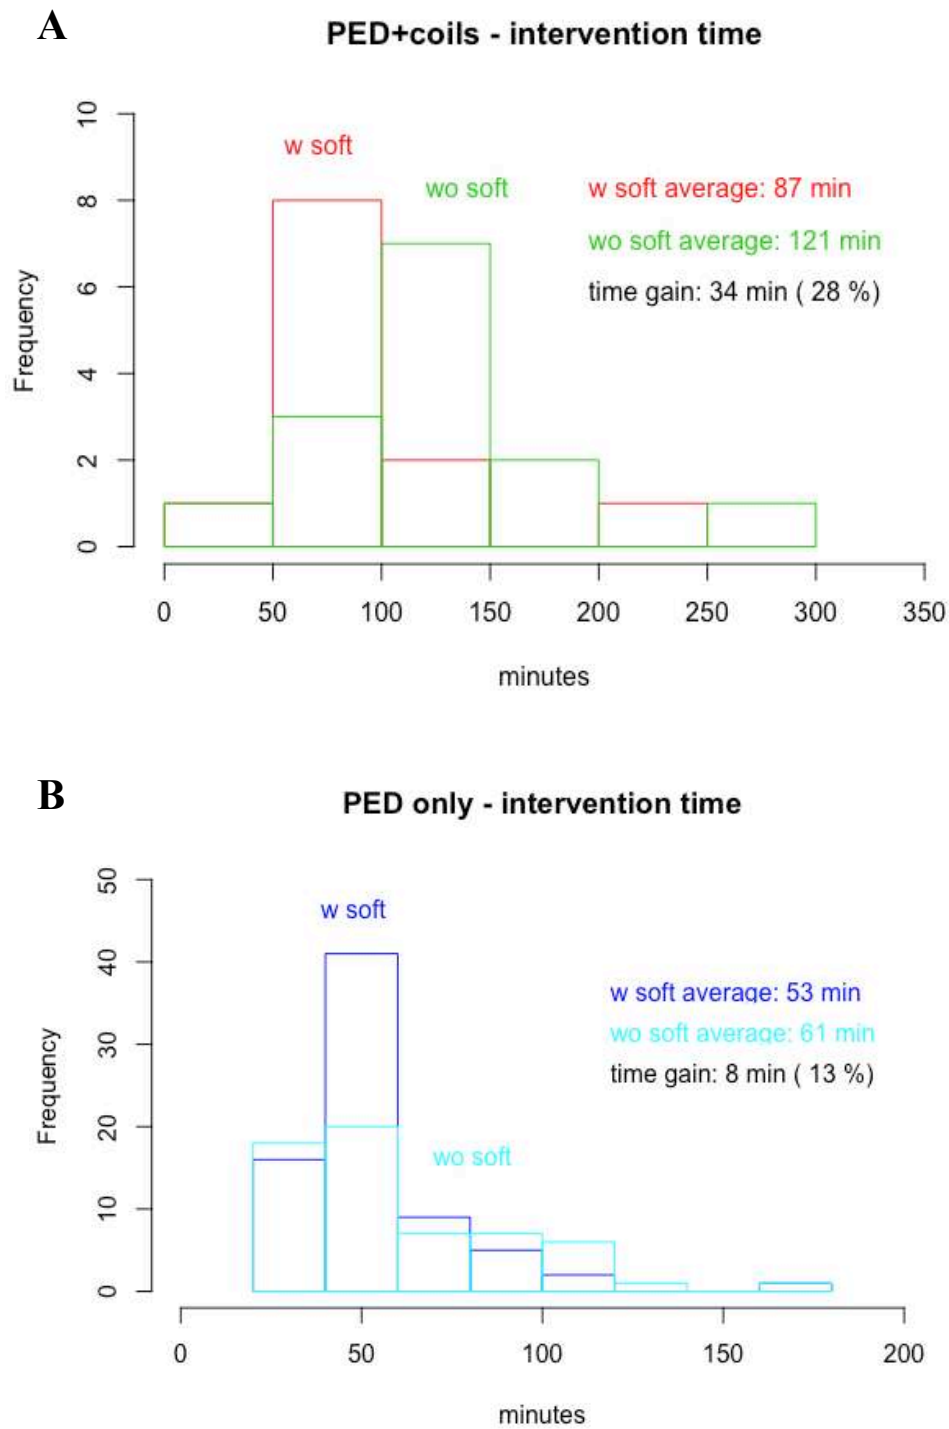 A
PED+coils - intervention time
10
8
6
4
2
0
Frequency
w soft
wo soft
w soft average: 87 min
wo soft average: 121 min
time gain: 34 min ( 28 %)
0 50 100 150 200 250 300 350
minutes
B
PED only - intervention time
50
40
30
20
10
0
Frequency
w soft
wo soft
w soft average: 53 min
wo soft average: 61 min
time gain: 8 min ( 13 %)
0 50 100 150 200
minutes